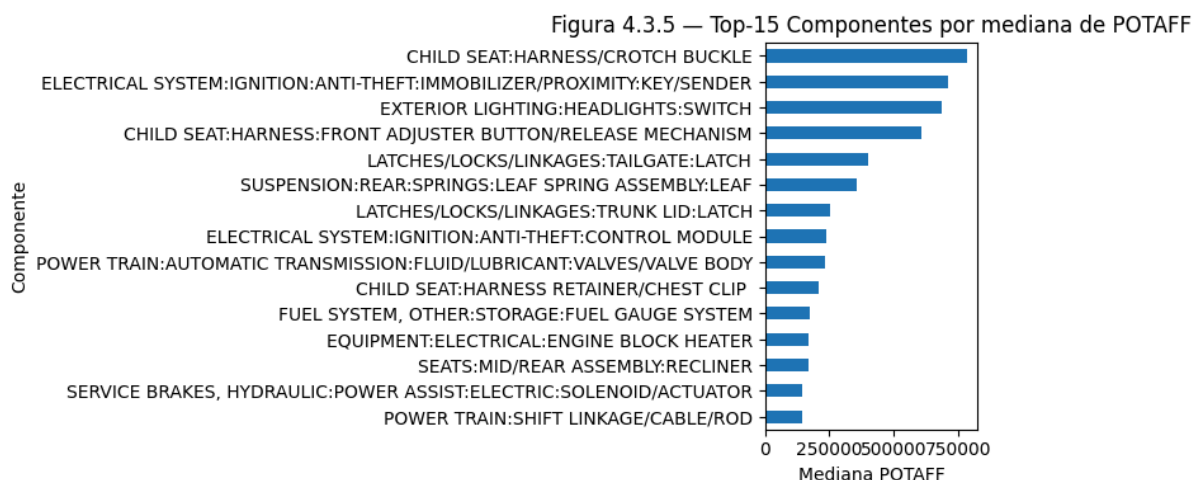 Figura 4.3.5 — Top-15 Componentes por mediana de POTAFF
CHILD SEAT:HARNESS/CROTCH BUCKLE
ELECTRICAL SYSTEM:IGNITION:ANTI-THEFT:IMMOBILIZER/PROXIMITY:KEY/SENDER
EXTERIOR LIGHTING:HEADLIGHTS:SWITCH
CHILD SEAT:HARNESS:FRONT ADJUSTER BUTTON/RELEASE MECHANISM
LATCHES/LOCKS/LINKAGES:TAILGATE:LATCH
SUSPENSION:REAR:SPRINGS:LEAF SPRING ASSEMBLY:LEAF
LATCHES/LOCKS/LINKAGES:TRUNK LID:LATCH
ELECTRICAL SYSTEM:IGNITION:ANTI-THEFT:CONTROL MODULE
POWER TRAIN:AUTOMATIC TRANSMISSION:FLUID/LUBRICANT:VALVES/VALVE BODY
CHILD SEAT:HARNESS RETAINER/CHEST CLIP
FUEL SYSTEM, OTHER:STORAGE:FUEL GAUGE SYSTEM
EQUIPMENT:ELECTRICAL:ENGINE BLOCK HEATER
SEATS:MID/REAR ASSEMBLY:RECLINER
SERVICE BRAKES, HYDRAULIC:POWER ASSIST:ELECTRIC:SOLENOID/ACTUATOR
POWER TRAIN:SHIFT LINKAGE/CABLE/ROD
Componente
0 250000 500000 750000
Mediana POTAFF